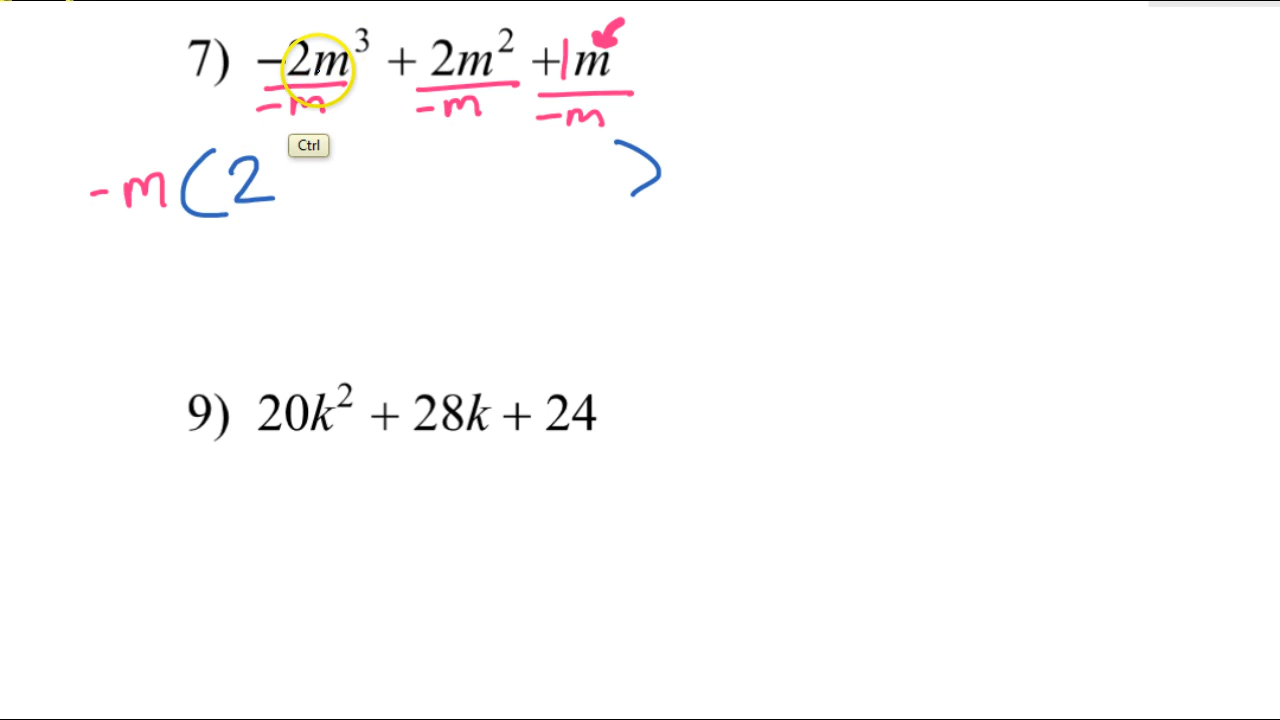 7) −2m³ + 2m² +1m
−m −m −m
Ctrl
-m(2 )
9) 20k² + 28k + 24